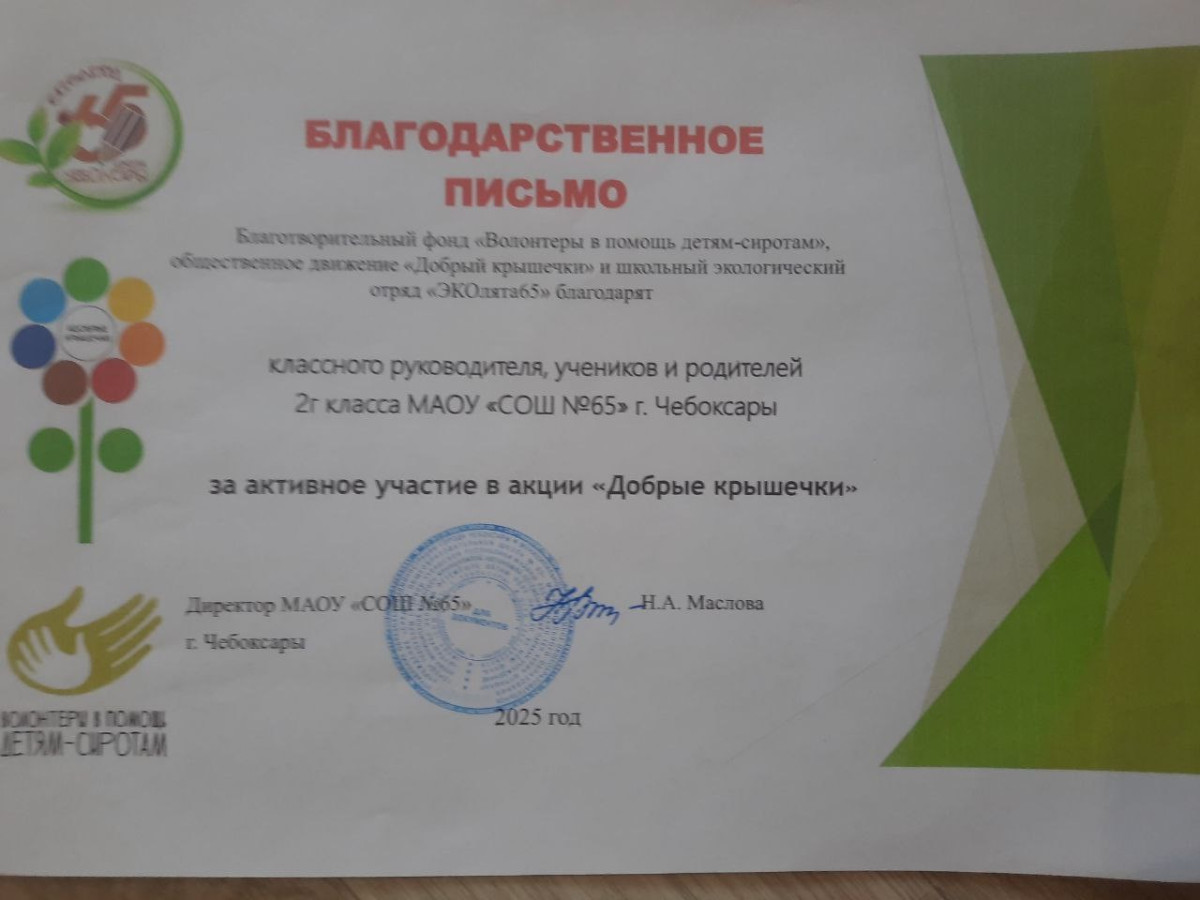 БЛАГОДАРСТВЕННОЕ
ПИСЬМО
Благотворительный фонд «Волонтеры в помощь детям-сиротам»,
общественное движение «Добрый крышечки» и школьный экологический
отряд «ЭКОлята65» благодарят
классного руководителя, учеников и родителей
2г класса МАОУ «СОШ №65» г. Чебоксары
за активное участие в акции «Добрые крышечки»
Директор МАОУ «СОШ №65» Н.А. Маслова
г. Чебоксары
ДЛЯ
ДОКУМЕНТОВ
2025 год
ВОЛОНТЕРЫ В ПОМОЩЬ
ДЕТЯМ-СИРОТАМ